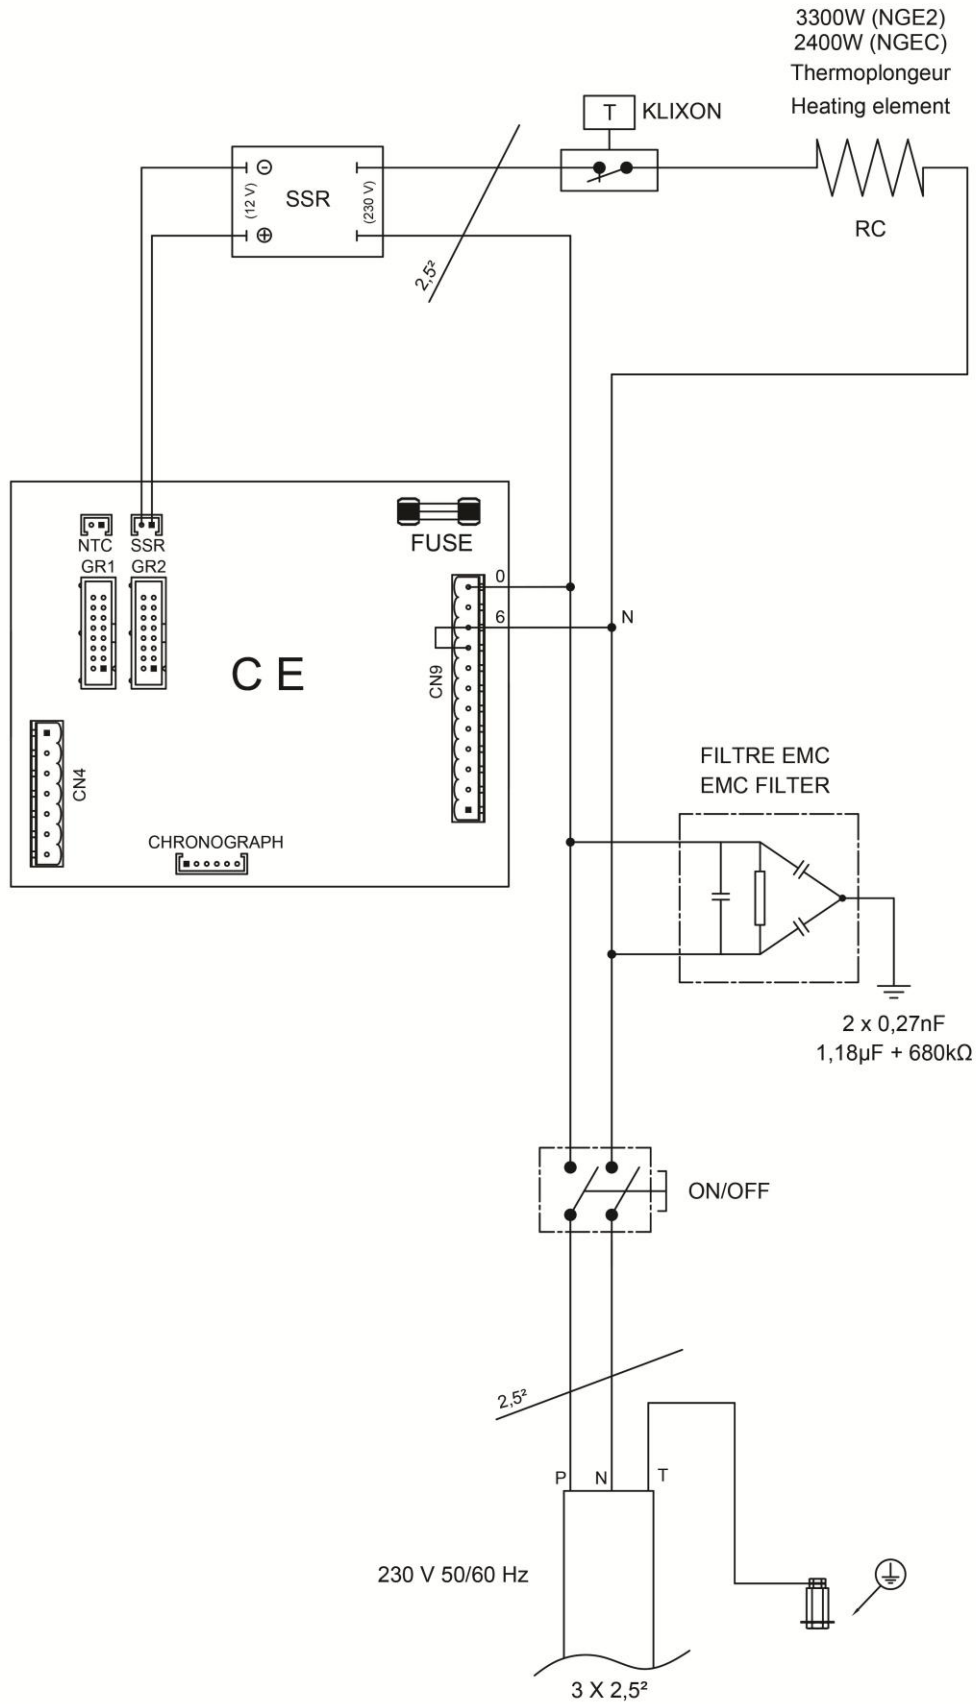 3300W (NGE2)
2400W (NGEC)
Thermoplongeur
Heating element
T KLIXON
SSR
(12 V)
(230 V)
RC
2,5²
FUSE
NTC SSR
GR1 GR2
0
6
N
C E
CN9
CN4
CHRONOGRAPH
FILTRE EMC
EMC FILTER
2 x 0,27nF
1,18µF + 680kΩ
ON/OFF
2,5²
P N T
230 V 50/60 Hz
3 X 2,5²